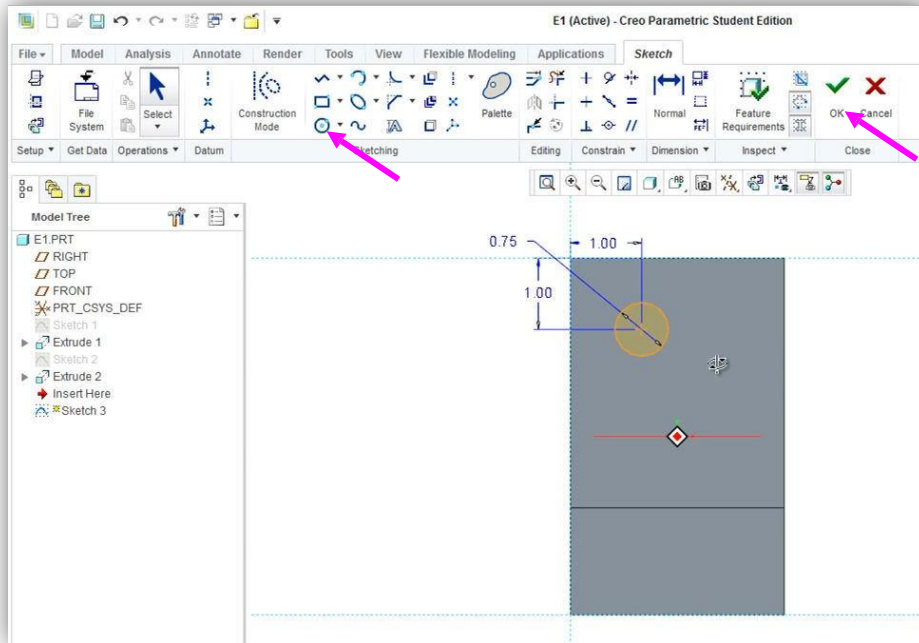 E1 (Active) - Creo Parametric Student Edition
File Model Analysis Annotate Render Tools View Flexible Modeling Applications Sketch
File System
Select
Construction Mode
Palette
Normal
Feature Requirements
OK
Cancel
Setup Get Data Operations Datum Sketching Editing Constrain Dimension Inspect Close
Model Tree
E1.PRT
RIGHT
TOP
FRONT
PRT_CSYS_DEF
Sketch 1
Extrude 1
Sketch 2
Extrude 2
Insert Here
Sketch 3
0.75
1.00
1.00